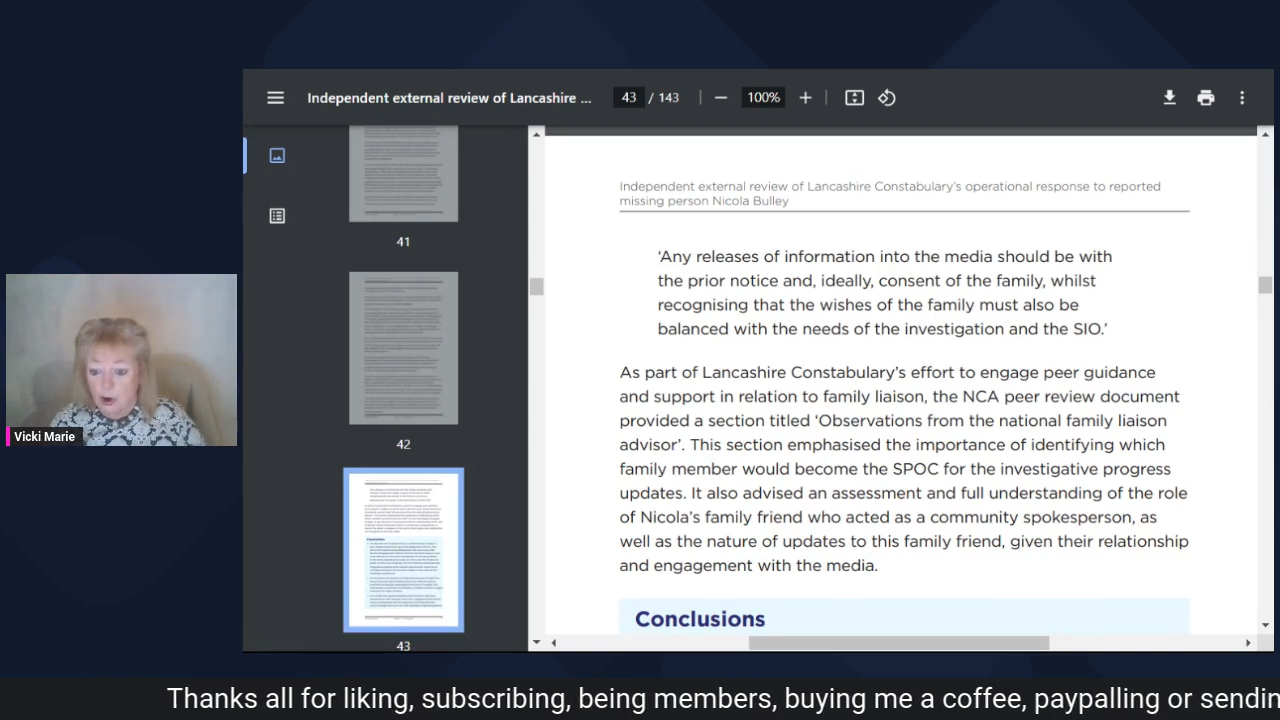 Independent external review of Lancashire ...
43 / 143
100%
41
42
43
Independent external review of Lancashire Constabulary's operational response to reported
missing person Nicola Bulley
'Any releases of information into the media should be with
the prior notice and, ideally, consent of the family, whilst
recognising that the wishes of the family must also be
balanced with the needs of the investigation and the SIO.'
As part of Lancashire Constabulary's effort to engage peer guidance
and support in relation to family liaison, the NCA peer review document
provided a section titled 'Observations from the national family liaison
advisor'. This section emphasised the importance of identifying which
family member would become the SPOC for the investigative progress
updates. It also advised an assessment and full understanding of the role
of the key family friend who acted as a community spokesperson, as
well as the nature of updates to this family friend, given their relationship
and engagement with the media.
Conclusions
Vicki Marie
Thanks all for liking, subscribing, being members, buying me a coffee, paypalling or sendin